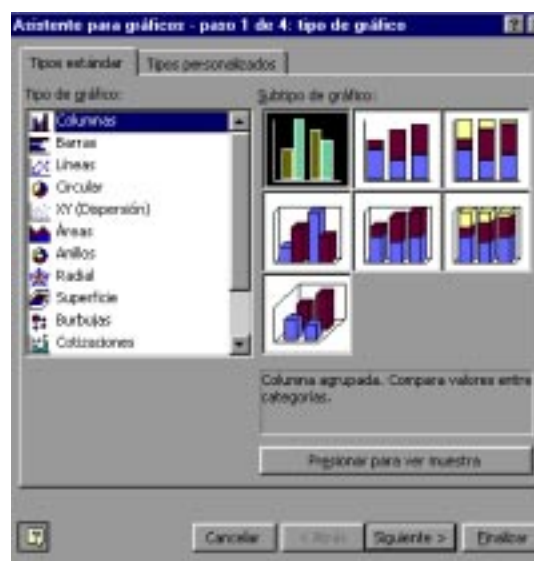 Asistente para gráficos - paso 1 de 4: tipo de gráfico
Tipos estándar
Tipos personalizados
Tipo de gráfico:
Columnas
Barras
Líneas
Circular
XY (Dispersión)
Áreas
Anillos
Radial
Superficie
Burbujas
Cotizaciones
Subtipo de gráfico:
Columna agrupada. Compara valores entre
categorías.
Presionar para ver muestra
Cancelar
< Atrás
Siguiente >
Finalizar